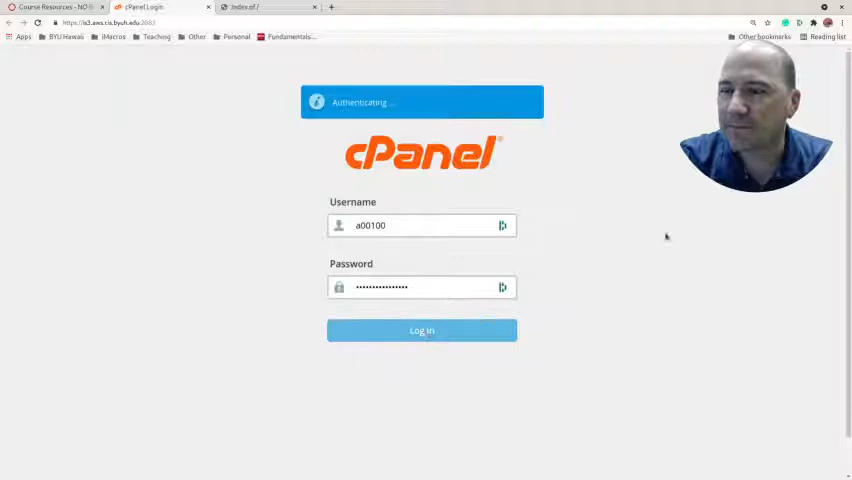 Course Resources - NO
cPanel Login
Index of /
https://is3.aws.cis.byuh.edu:2083
Apps
BYU Hawaii
iMacros
Teaching
Other
Personal
Fundamentals...
Other bookmarks
Reading list
Authenticating ...
cPanel®
Username
a00100
Password
Log in